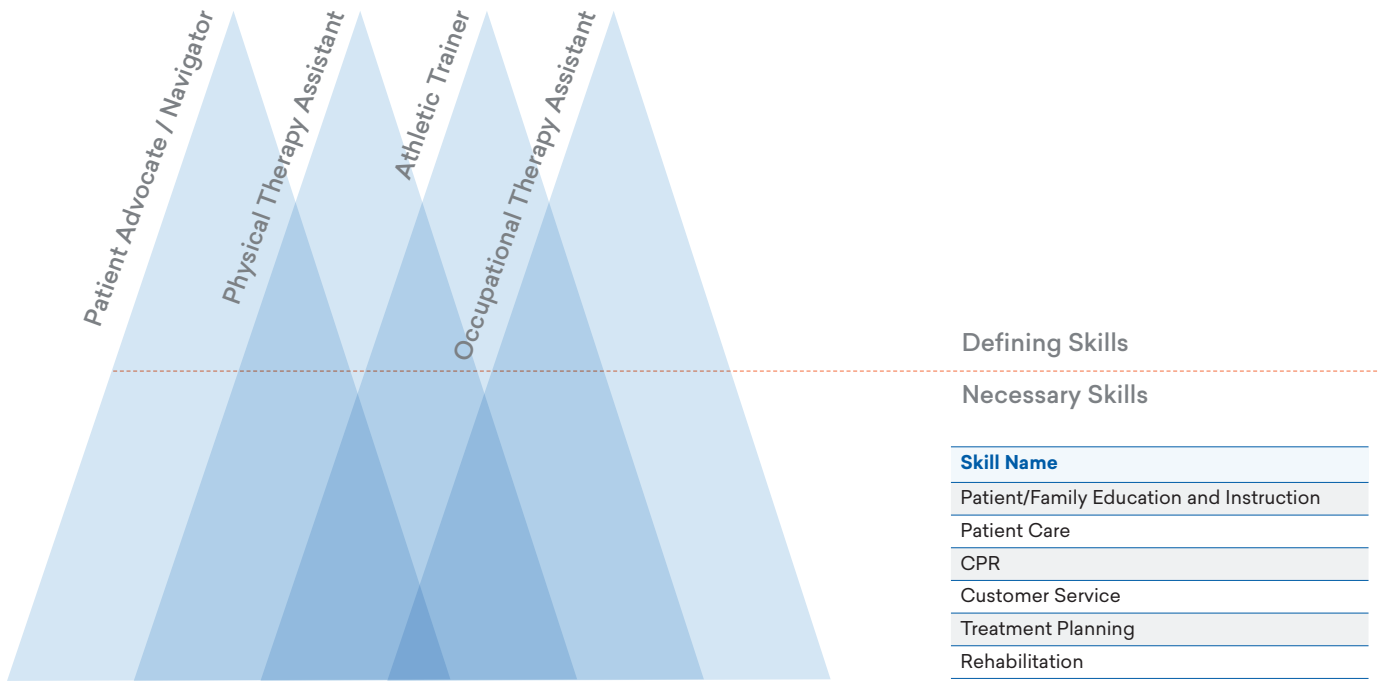 Patient Advocate / Navigator
Physical Therapy Assistant
Athletic Trainer
Occupational Therapy Assistant
Defining Skills
Necessary Skills
Skill Name
Patient/Family Education and Instruction
Patient Care
CPR
Customer Service
Treatment Planning
Rehabilitation